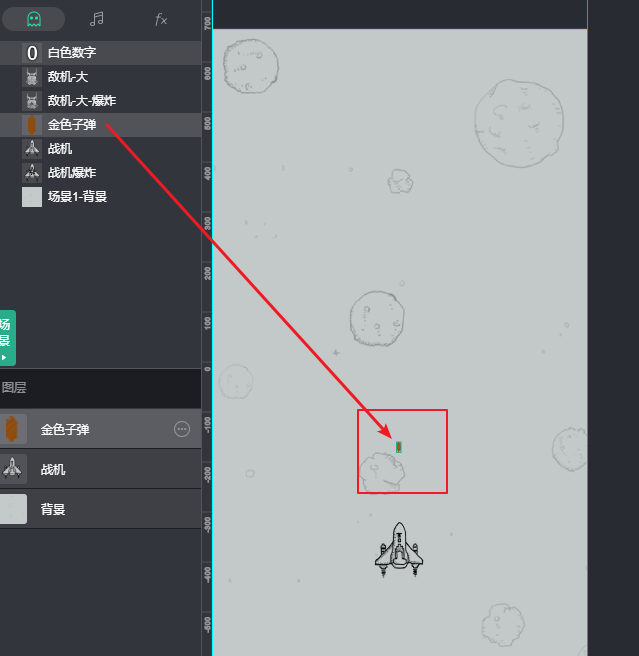 fx
白色数字
敌机-大
敌机-大-爆炸
金色子弹
战机
战机爆炸
场景1-背景
场
景
图层
金色子弹
战机
背景
700
600
500
400
300
200
100
0
-100
-200
-300
-400
-500